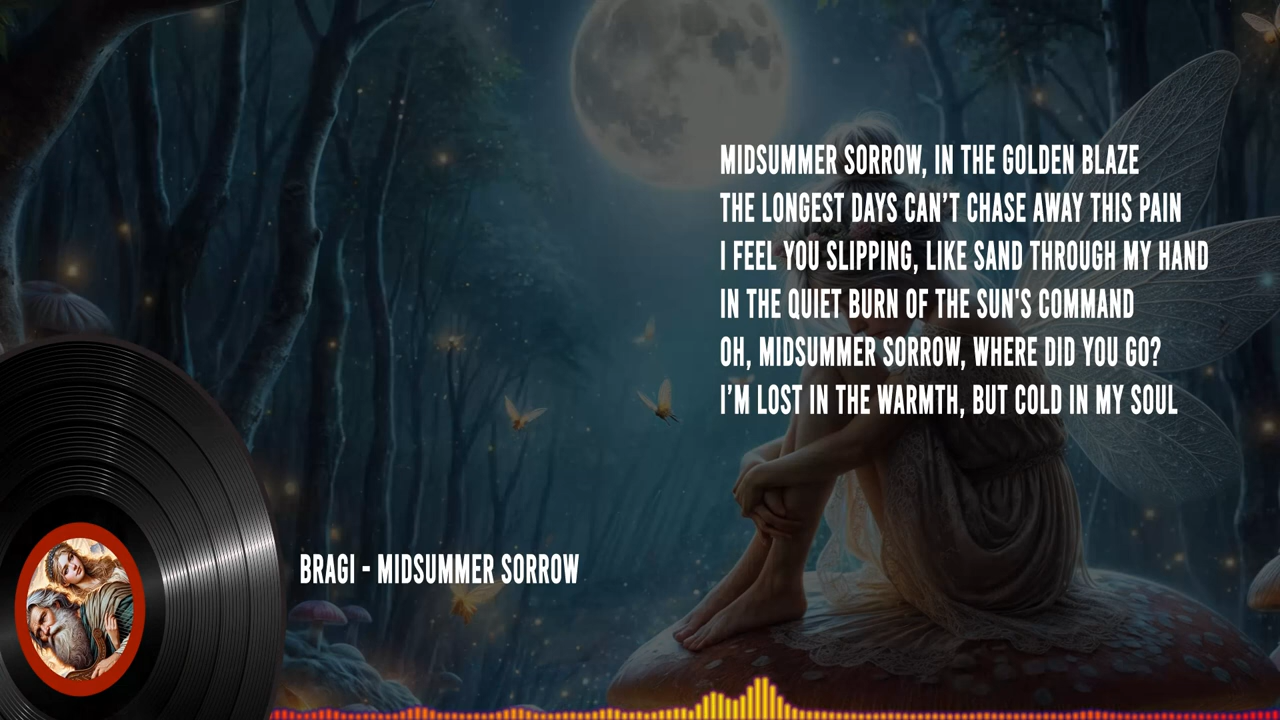 MIDSUMMER SORROW, IN THE GOLDEN BLAZE
THE LONGEST DAYS CAN’T CHASE AWAY THIS PAIN
I FEEL YOU SLIPPING, LIKE SAND THROUGH MY HAND
IN THE QUIET BURN OF THE SUN'S COMMAND
OH, MIDSUMMER SORROW, WHERE DID YOU GO?
I’M LOST IN THE WARMTH, BUT COLD IN MY SOUL
BRAGI - MIDSUMMER SORROW